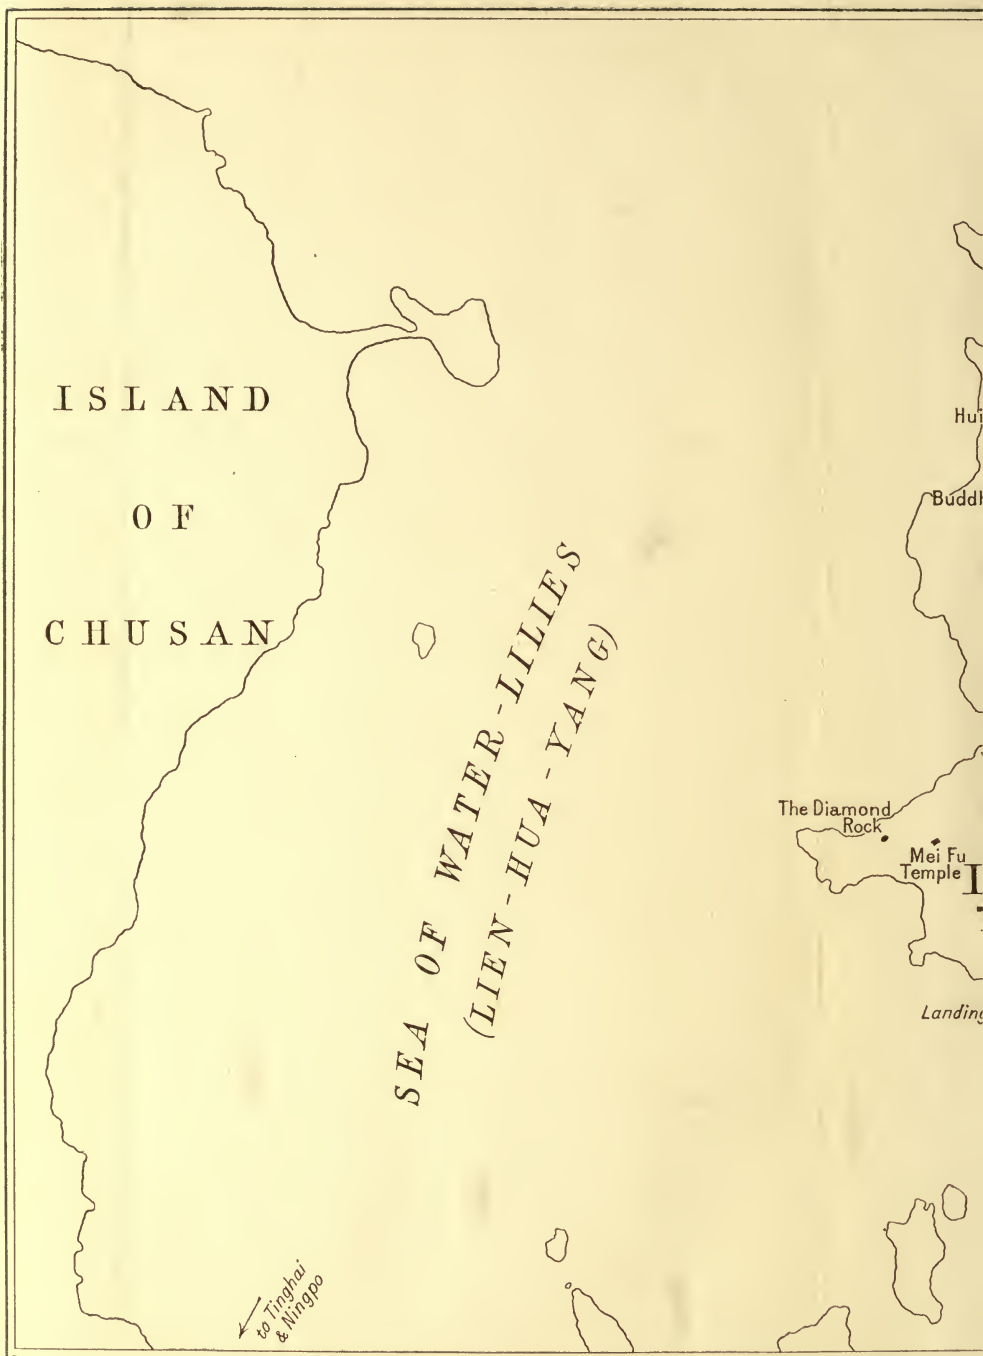 ISLAND
OF
CHUSAN
SEA OF WATER-LILIES
(LIEN-HUA-YANG)
Hui
Buddh
The Diamond
Rock
Mei Fu
Temple
I
Landing
to Tinghai
& Ningpo